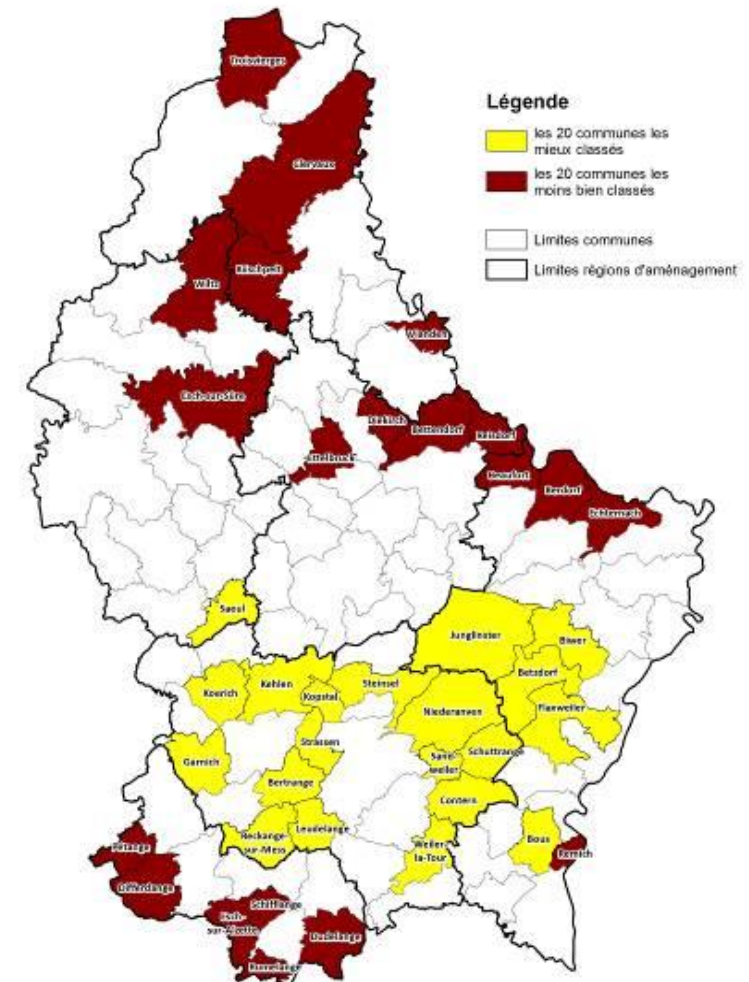 Troisvierges
Légende
les 20 communes les
mieux classés
Clervaux
les 20 communes les
moins bien classés
Limites communes
Limites régions d'aménagement
Wiltz
Kiischpelt
Vianden
Esch-sur-Sûre
Diekirch
Bettendorf
Reisdorf
Ettelbruck
Beaufort
Berdorf
Echternach
Saeul
Junglinster
Biwer
Betzdorf
Koerich
Kehlen
Kopstal
Steinsel
Niederanven
Flaxweiler
Strassen
Schuttrange
Garnich
Sand-
weiler
Bertrange
Contern
Reckange-
sur-Mess
Leudelange
Weiler-
la-Tour
Bous
Remich
Pétange
Differdange
Schifflange
Esch-
sur-Alzette
Dudelange
Rumelange